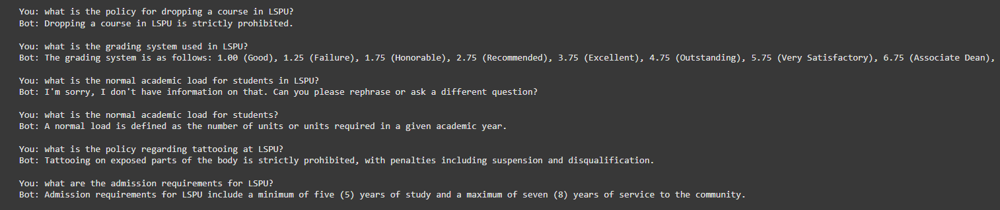 You: what is the policy for dropping a course in LSPU?
Bot: Dropping a course in LSPU is strictly prohibited.
You: what is the grading system used in LSPU?
Bot: The grading system is as follows: 1.00 (Good), 1.25 (Failure), 1.75 (Honorable), 2.75 (Recommended), 3.75 (Excellent), 4.75 (Outstanding), 5.75 (Very Satisfactory), 6.75 (Associate Dean),
You: what is the normal academic load for students in LSPU?
Bot: I'm sorry, I don't have information on that. Can you please rephrase or ask a different question?
You: what is the normal academic load for students?
Bot: A normal load is defined as the number of units or units required in a given academic year.
You: what is the policy regarding tattooing at LSPU?
Bot: Tattooing on exposed parts of the body is strictly prohibited, with penalties including suspension and disqualification.
You: what are the admission requirements for LSPU?
Bot: Admission requirements for LSPU include a minimum of five (5) years of study and a maximum of seven (8) years of service to the community.